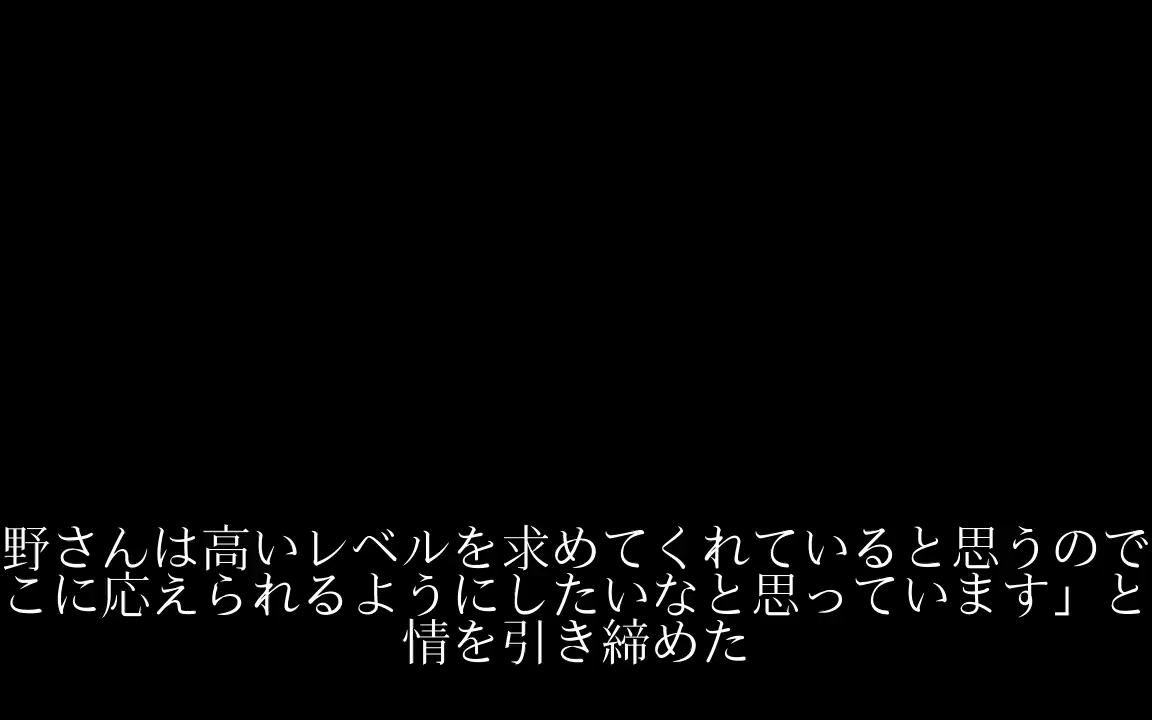 野さんは高いレベルを求めてくれていると思うので
こに応えられるようにしたいなと思っています」と
情を引き締めた